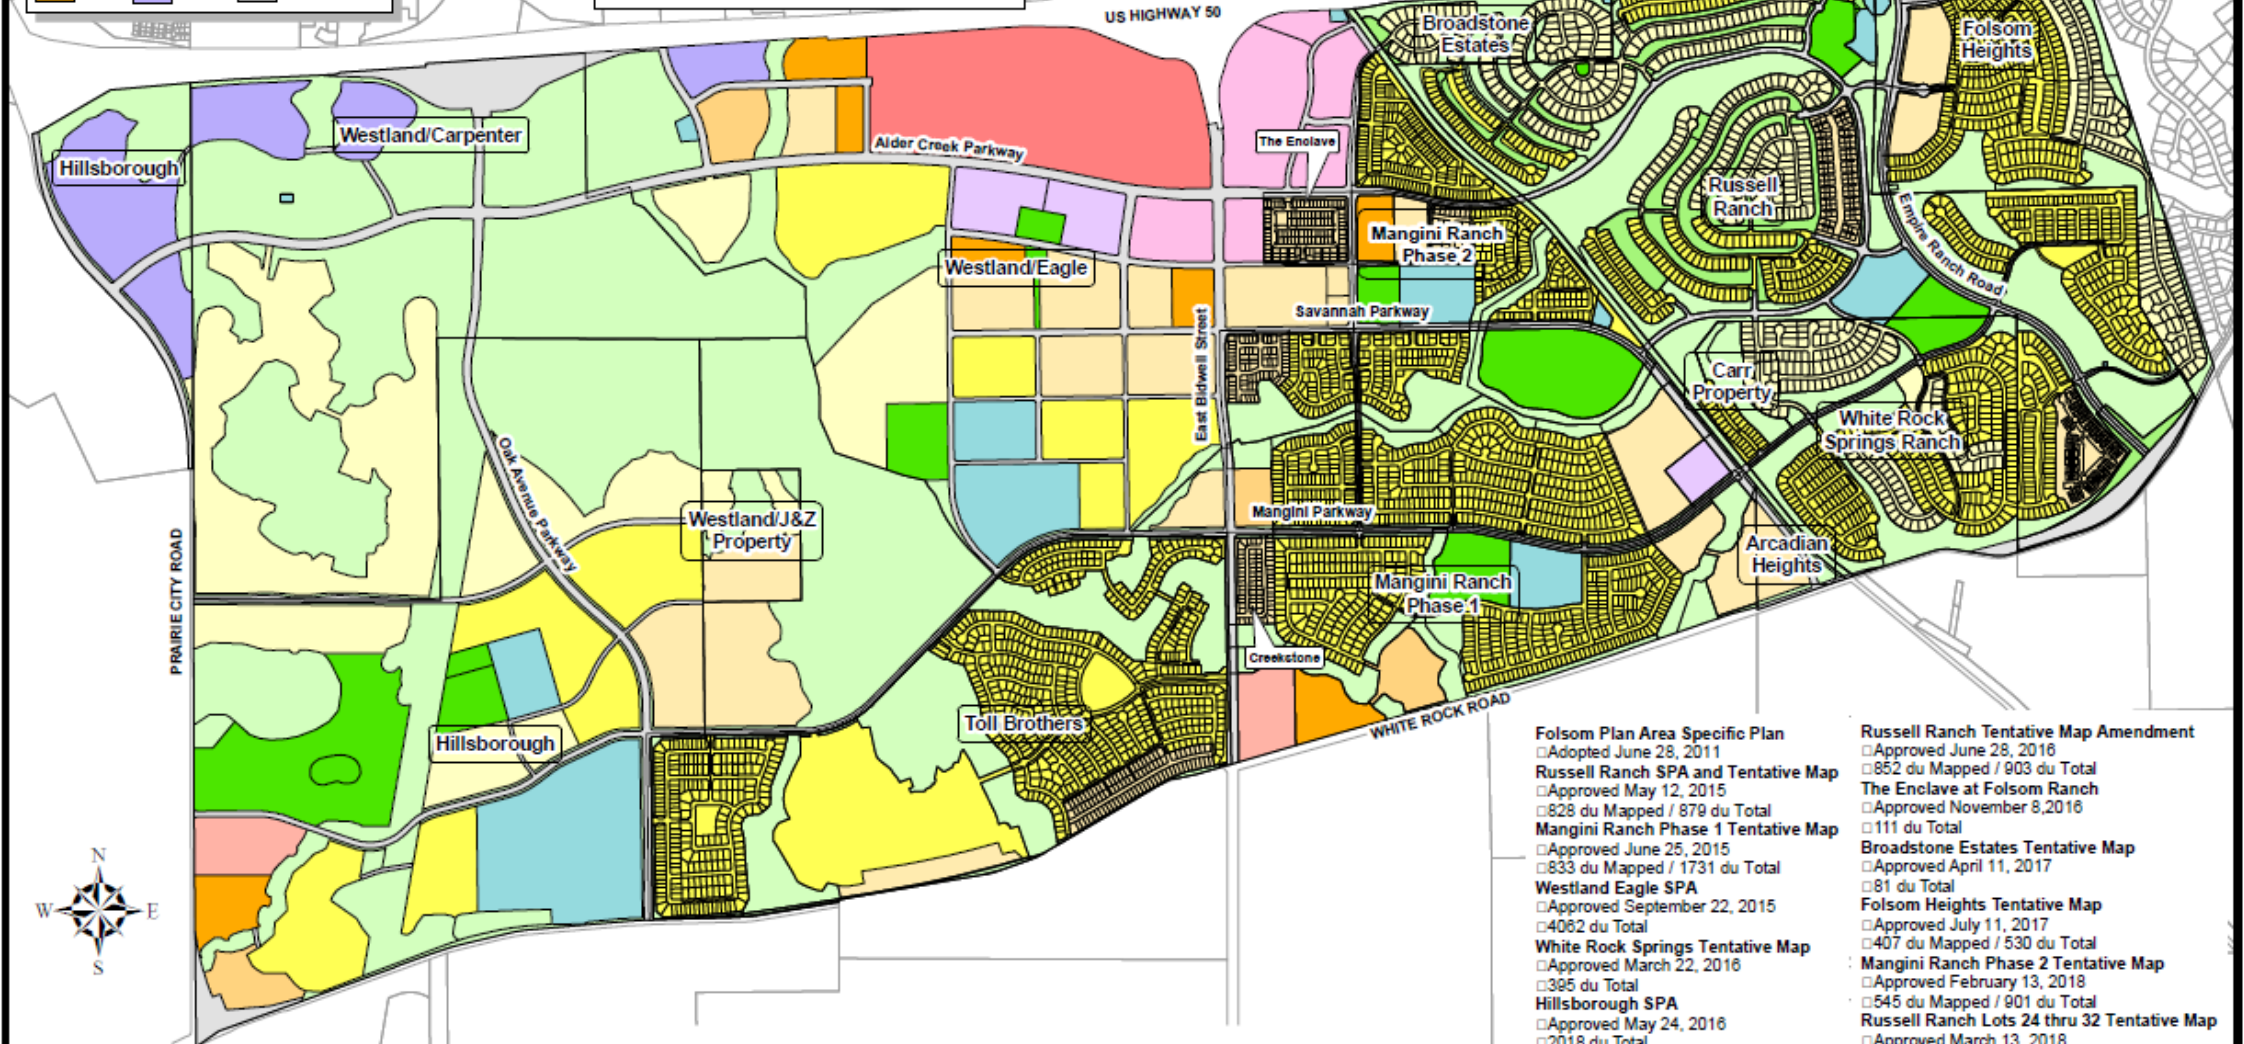 US HIGHWAY 50
Broadstone
Estates
Folsom
Heights
Westland/Carpenter
Hillsborough
Alder Creek Parkway
The Enclave
Russell
Ranch
Empire Ranch Road
Mangini Ranch
Phase 2
Westland/Eagle
Savannah Parkway
East Bidwell Street
Carr
Property
White Rock
Springs Ranch
Oak Avenue Parkway
Westland/J&Z
Property
Mangini Parkway
Arcadian
Heights
PRAIRIE CITY ROAD
Mangini Ranch
Phase 1
Creekstone
Toll Brothers
Hillsborough
WHITE ROCK ROAD
N
W
E
S
Folsom Plan Area Specific Plan
□Adopted June 28, 2011
Russell Ranch SPA and Tentative Map
□Approved May 12, 2015
□828 du Mapped / 879 du Total
Mangini Ranch Phase 1 Tentative Map
□Approved June 25, 2015
□833 du Mapped / 1731 du Total
Westland Eagle SPA
□Approved September 22, 2015
□4062 du Total
White Rock Springs Tentative Map
□Approved March 22, 2016
□395 du Total
Hillsborough SPA
□Approved May 24, 2016
□2018 du Total
Russell Ranch Tentative Map Amendment
□Approved June 28, 2016
□852 du Mapped / 903 du Total
The Enclave at Folsom Ranch
□Approved November 8,2016
□111 du Total
Broadstone Estates Tentative Map
□Approved April 11, 2017
□81 du Total
Folsom Heights Tentative Map
□Approved July 11, 2017
□407 du Mapped / 530 du Total
Mangini Ranch Phase 2 Tentative Map
□Approved February 13, 2018
□545 du Mapped / 901 du Total
Russell Ranch Lots 24 thru 32 Tentative Map
□Approved March 13, 2018